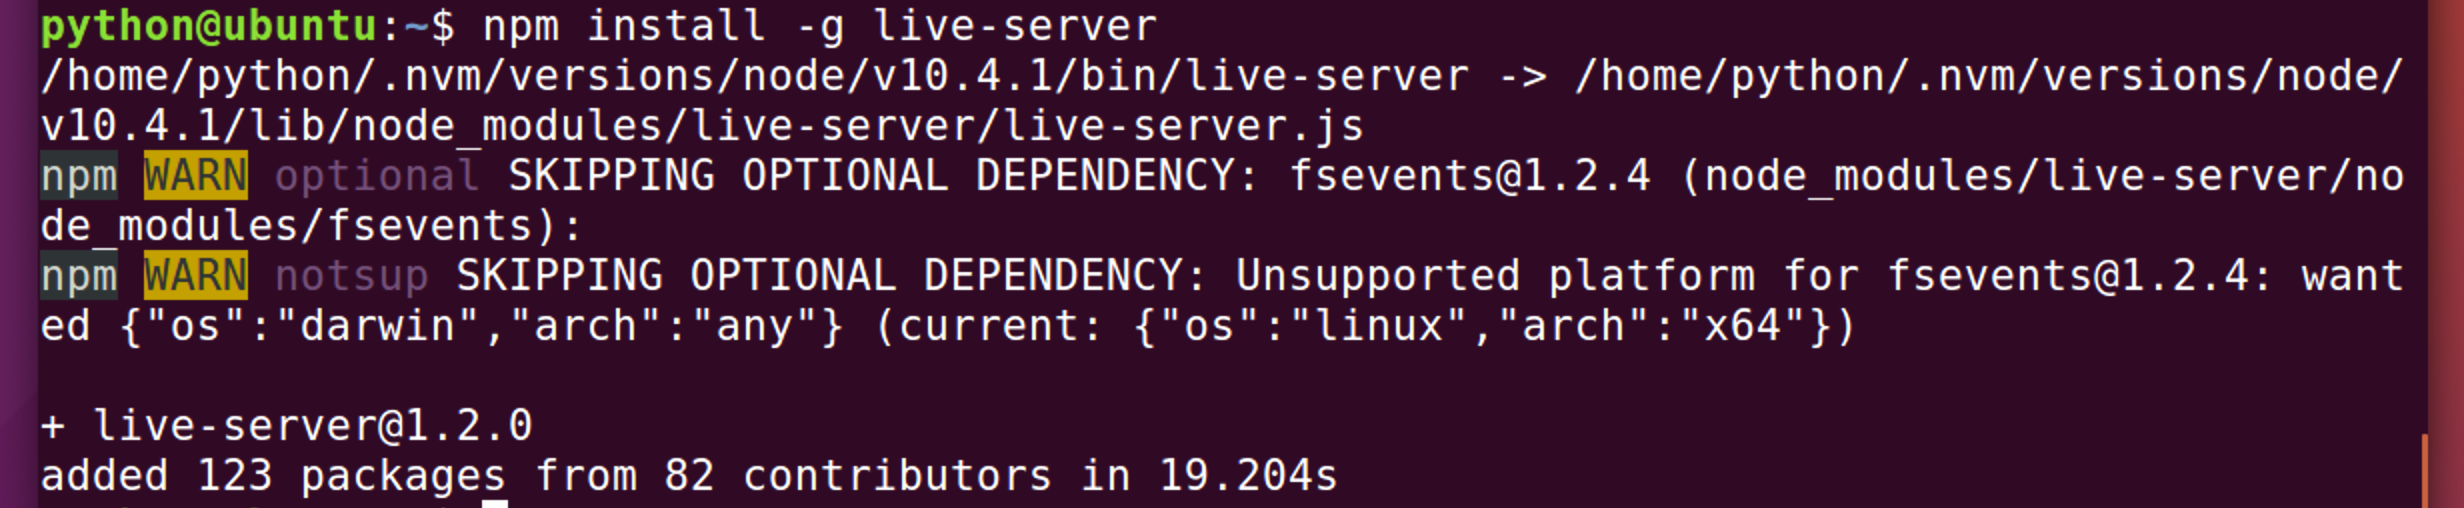 python@ubuntu:~$ npm install -g live-server
/home/python/.nvm/versions/node/v10.4.1/bin/live-server -> /home/python/.nvm/versions/node/
v10.4.1/lib/node_modules/live-server/live-server.js
npm WARN optional SKIPPING OPTIONAL DEPENDENCY: fsevents@1.2.4 (node_modules/live-server/no
de_modules/fsevents):
npm WARN notsup SKIPPING OPTIONAL DEPENDENCY: Unsupported platform for fsevents@1.2.4: want
ed {"os":"darwin","arch":"any"} (current: {"os":"linux","arch":"x64"})
+ live-server@1.2.0
added 123 packages from 82 contributors in 19.204s